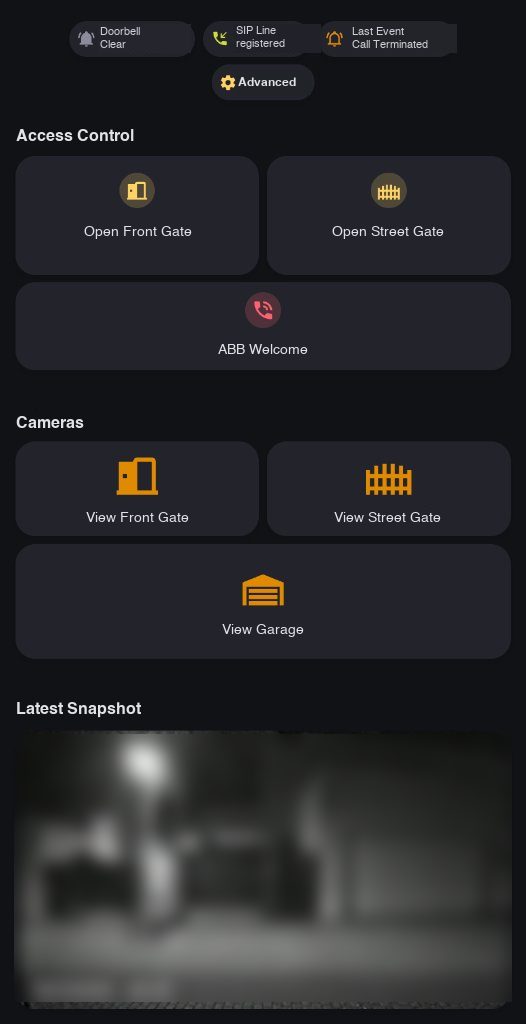 Doorbell
Clear
SIP Line
registered
Last Event
Call Terminated
Advanced
Access Control
Open Front Gate
Open Street Gate
ABB Welcome
Cameras
View Front Gate
View Street Gate
View Garage
Latest Snapshot